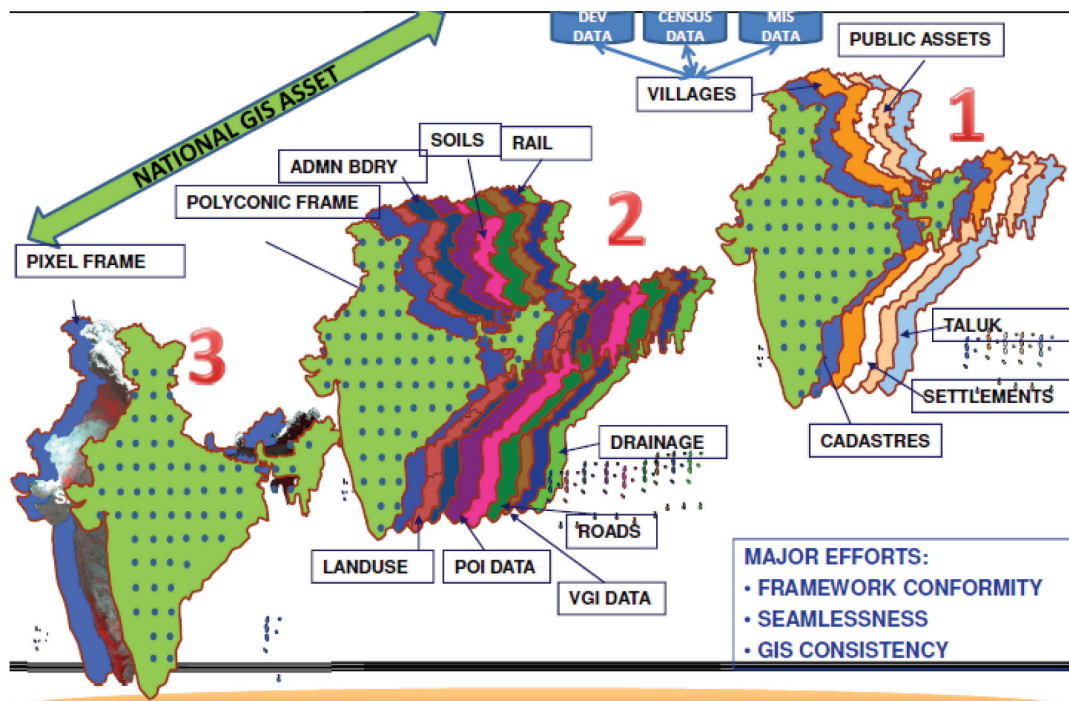 DEV
DATA
CENSUS
DATA
MIS
DATA
PUBLIC ASSETS
VILLAGES
1
NATIONAL GIS ASSET
SOILS
RAIL
ADMN BDRY
POLYCONIC FRAME
2
PIXEL FRAME
3
TALUK
SETTLEMENTS
CADASTRES
DRAINAGE
ROADS
LANDUSE
POI DATA
VGI DATA
MAJOR EFFORTS:
• FRAMEWORK CONFORMITY
• SEAMLESSNESS
• GIS CONSISTENCY